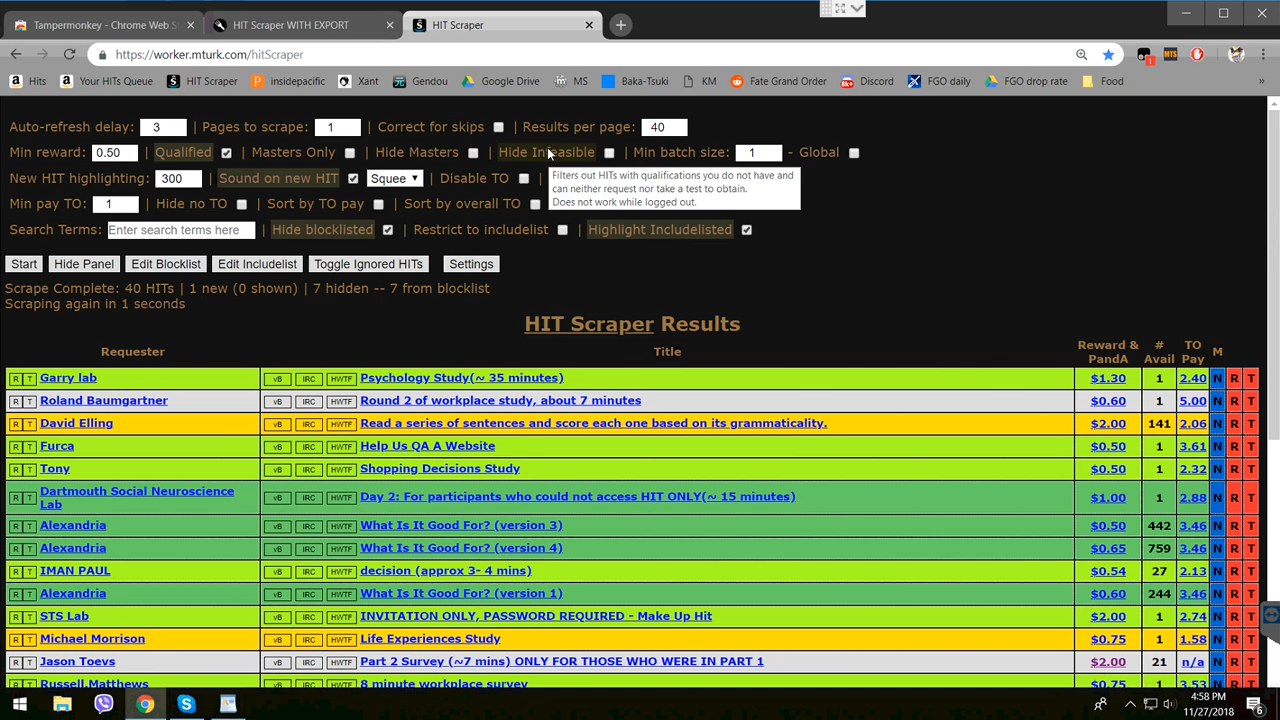 Tampermonkey - Chrome Web S
HIT Scraper WITH EXPORT
HIT Scraper
https://worker.mturk.com/hitScraper
Hits Your HITs Queue HIT Scraper insidepacific Xant Gendou Google Drive MS Baka-Tsuki KM Fate Grand Order Discord FGO daily FGO drop rate Food »
Auto-refresh delay: 3 | Pages to scrape: 1 | Correct for skips | Results per page: 40
Min reward: 0.50 | Qualified | Masters Only | Hide Masters | Hide Infeasible | Min batch size: 1 - Global
New HIT highlighting: 300 | Sound on new HIT Squee | Disable TO |
Filters out HITs with qualifications you do not have and
can neither request nor take a test to obtain.
Does not work while logged out.
Min pay TO: 1 | Hide no TO | Sort by TO pay | Sort by overall TO
Search Terms: Enter search terms here | Hide blocklisted | Restrict to includelist | Highlight Includelisted
Start Hide Panel Edit Blocklist Edit Includelist Toggle Ignored HITs Settings
Scrape Complete: 40 HITs | 1 new (0 shown) | 7 hidden -- 7 from blocklist
Scraping again in 1 seconds
HIT Scraper Results
Requester Title Reward & PandA # Avail TO Pay M
R T Garry lab vB IRC HWTF Psychology Study(~ 35 minutes) $1.30 1 2.40 N R T
R T Roland Baumgartner vB IRC HWTF Round 2 of workplace study, about 7 minutes $0.60 1 5.00 N R T
R T David Elling vB IRC HWTF Read a series of sentences and score each one based on its grammaticality. $2.00 141 2.06 N R T
R T Furca vB IRC HWTF Help Us QA A Website $0.50 1 3.61 N R T
R T Tony vB IRC HWTF Shopping Decisions Study $0.50 1 2.32 N R T
R T Dartmouth Social Neuroscience Lab vB IRC HWTF Day 2: For participants who could not access HIT ONLY(~ 15 minutes) $1.00 1 2.88 N R T
R T Alexandria vB IRC HWTF What Is It Good For? (version 3) $0.50 442 3.46 N R T
R T Alexandria vB IRC HWTF What Is It Good For? (version 4) $0.65 759 3.46 N R T
R T IMAN PAUL vB IRC HWTF decision (approx 3- 4 mins) $0.54 27 2.13 N R T
R T Alexandria vB IRC HWTF What Is It Good For? (version 1) $0.60 244 3.46 N R T
R T STS Lab vB IRC HWTF INVITATION ONLY, PASSWORD REQUIRED - Make Up Hit $2.00 1 2.74 N R T
R T Michael Morrison vB IRC HWTF Life Experiences Study $0.75 1 1.58 N R T
R T Jason Toevs vB IRC HWTF Part 2 Survey (~7 mins) ONLY FOR THOSE WHO WERE IN PART 1 $2.00 21 n/a N R T
R T Russell.Matthews vB IRC HWTF 8 minute workplace survey $0.75 1 3.53 N R T
4:58 PM
11/27/2018
6